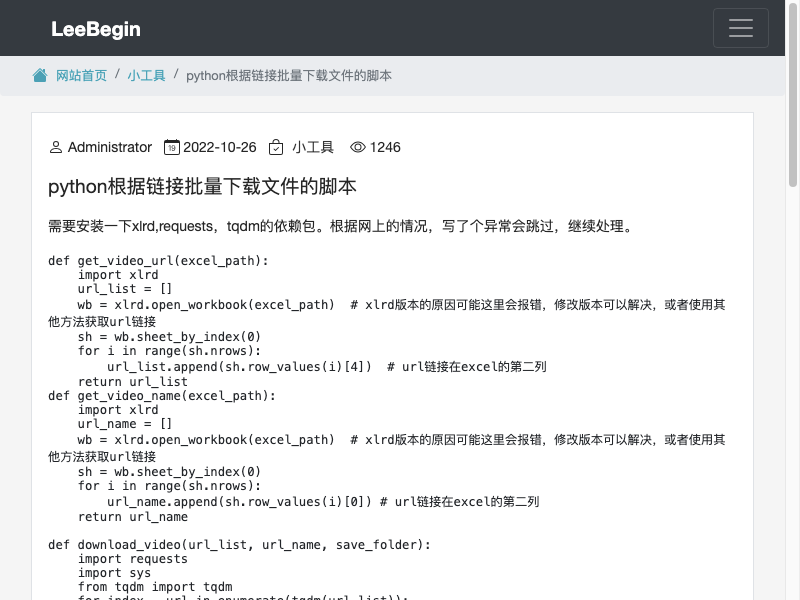 LeeBegin
网站首页 / 小工具 / python根据链接批量下载文件的脚本
Administrator 19 2022-10-26 小工具 1246
python根据链接批量下载文件的脚本
需要安装一下xlrd,requests，tqdm的依赖包。根据网上的情况，写了个异常会跳过，继续处理。
def get_video_url(excel_path):
    import xlrd
    url_list = []
    wb = xlrd.open_workbook(excel_path)  # xlrd版本的原因可能这里会报错，修改版本可以解决，或者使用其
他方法获取url链接
    sh = wb.sheet_by_index(0)
    for i in range(sh.nrows):
        url_list.append(sh.row_values(i)[4])  # url链接在excel的第二列
    return url_list
def get_video_name(excel_path):
    import xlrd
    url_name = []
    wb = xlrd.open_workbook(excel_path)  # xlrd版本的原因可能这里会报错，修改版本可以解决，或者使用其
他方法获取url链接
    sh = wb.sheet_by_index(0)
    for i in range(sh.nrows):
        url_name.append(sh.row_values(i)[0]) # url链接在excel的第二列
    return url_name
def download_video(url_list, url_name, save_folder):
    import requests
    import sys
    from tqdm import tqdm
    for index, url in enumerate(tqdm(url_list)):